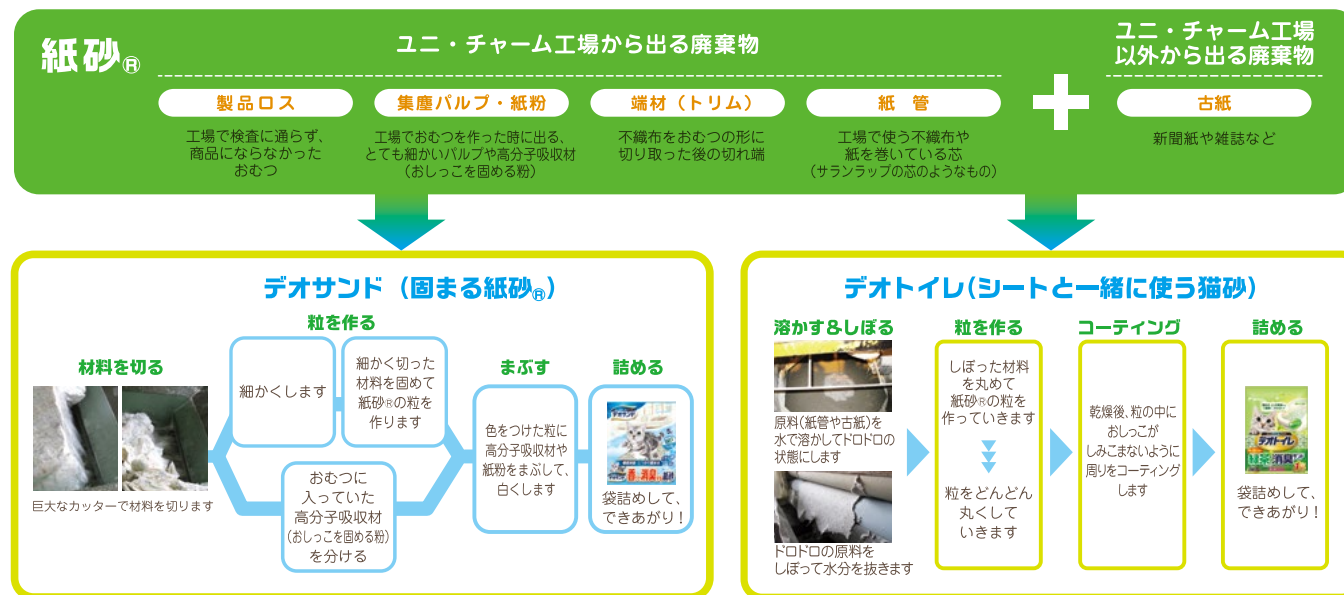 紙砂®
ユニ・チャーム工場から出る廃棄物
製品ロス
工場で検査に通らず、
商品にならなかった
おむつ
集塵パルプ・紙粉
工場でおむつを作った時に出る、
とても細かいパルプや高分子吸収材
(おしっこを固める粉)
端材(トリム)
不織布をおむつの形に
切り取った後の切れ端
紙 管
工場で使う不織布や
紙を巻いている芯
(サランラップの芯のようなもの)
ユニ・チャーム工場
以外から出る廃棄物
古紙
新聞紙や雑誌など
デオサンド(固まる紙砂®)
材料を切る
巨大なカッターで材料を切ります
粒を作る
細かくします
細かく切った
材料を固めて
紙砂®の粒を
作ります
おむつに
入っていた
高分子吸収材
(おしっこを固める粉)
を分ける
まぶす
色をつけた粒に
高分子吸収材や
紙粉をまぶして、
白くします
詰める
デオサンド
袋詰めして、
できあがり!
デオトイレ(シートと一緒に使う猫砂)
溶かす&しぼる
原料(紙管や古紙)を
水で溶かしてドロドロの
状態にします
ドロドロの原料を
しぼって水分を抜きます
粒を作る
しぼった材料
を丸めて
紙砂®の粒を
作っていきます
粒をどんどん
丸くして
いきます
コーティング
乾燥後、粒の中に
おしっこが
しみこまないように
周りをコーティング
します
詰める
デオトイレ
袋詰めして、
できあがり!